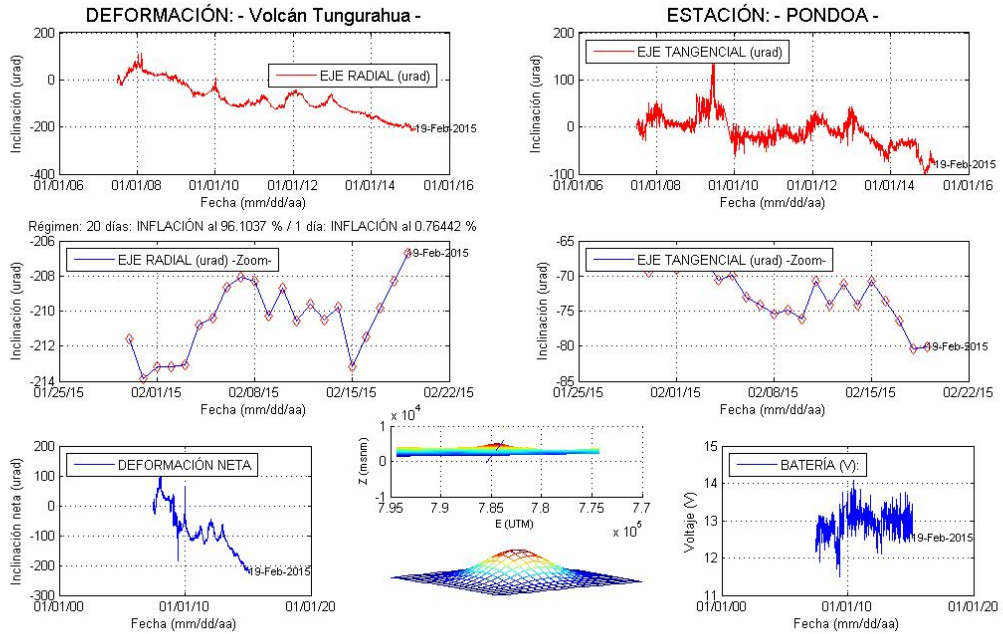 DEFORMACIÓN: - Volcán Tungurahua -
ESTACIÓN: - PONDOA -
200
0
-200
-400
Inclinación (urad)
EJE RADIAL (urad)
19-Feb-2015
01/01/06 01/01/08 01/01/10 01/01/12 01/01/14 01/01/16
Fecha (mm/dd/aa)
200
100
0
-100
Inclinación (urad)
EJE TANGENCIAL (urad)
19-Feb-2015
01/01/06 01/01/08 01/01/10 01/01/12 01/01/14 01/01/16
Fecha (mm/dd/aa)
Régimen: 20 días: INFLACIÓN al 96.1037 % / 1 día: INFLACIÓN al 0.76442 %
-206
-208
-210
-212
-214
Inclinación (urad)
EJE RADIAL (urad) -Zoom-
19-Feb-2015
01/25/15 02/01/15 02/08/15 02/15/15 02/22/15
Fecha (mm/dd/aa)
-65
-70
-75
-80
-85
Inclinación (urad)
EJE TANGENCIAL (urad) -Zoom-
19-Feb-2015
01/25/15 02/01/15 02/08/15 02/15/15 02/22/15
Fecha (mm/dd/aa)
200
100
0
-100
-200
-300
Inclinación neta (urad)
DEFORMACIÓN NETA
19-Feb-2015
01/01/00 01/01/10 01/01/20
Fecha (mm/dd/aa)
x 10^4
1
0
-1
Z (msnm)
7.795 7.79 7.785 7.78 7.775 7.77
E (UTM)
x 10^5
15
14
13
12
11
Voltaje (V)
BATERÍA (V):
19-Feb-2015
01/01/00 01/01/10 01/01/20
Fecha (mm/dd/aa)